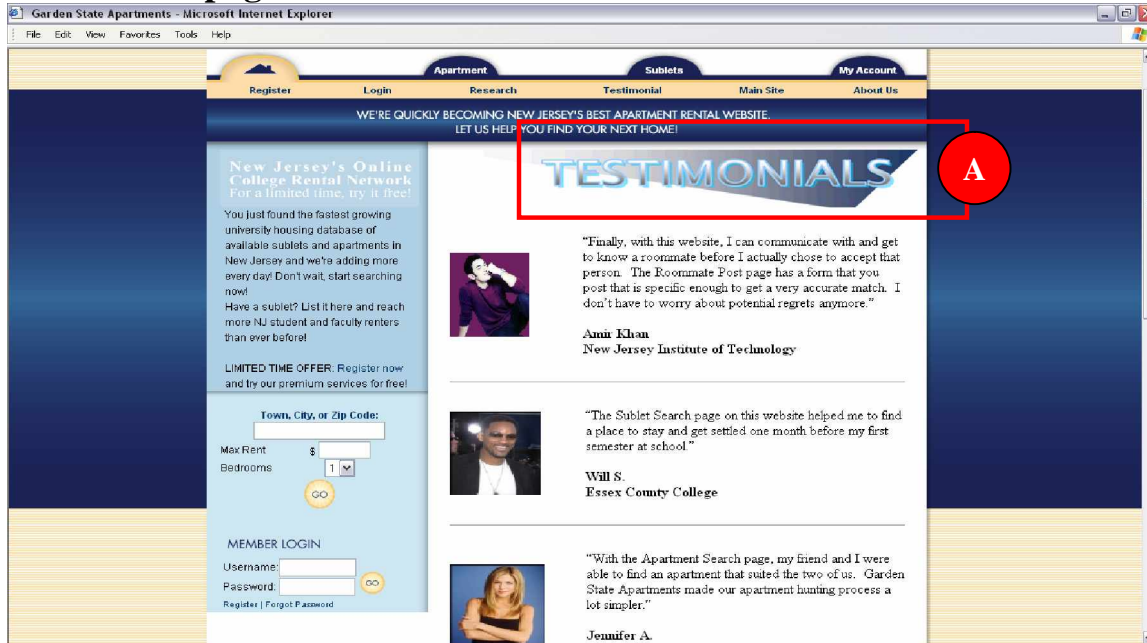 Garden State Apartments - Microsoft Internet Explorer
File Edit View Favorites Tools Help
Apartment Sublets My Account
Register Login Research Testimonial Main Site About Us
WE'RE QUICKLY BECOMING NEW JERSEY'S BEST APARTMENT RENTAL WEBSITE.
LET US HELP YOU FIND YOUR NEXT HOME!
New Jersey's Online
College Rental Network
For a limited time, try it free!
You just found the fastest growing
university housing database of
available sublets and apartments in
New Jersey and we're adding more
every day! Don't wait, start searching
now!
Have a sublet? List it here and reach
more NJ student and faculty renters
than ever before!
LIMITED TIME OFFER: Register now
and try our premium services for free!
Town, City, or Zip Code:
Max Rent $
Bedrooms 1
GO
MEMBER LOGIN
Username:
Password:
GO
Register | Forgot Password
TESTIMONIALS
A
"Finally, with this website, I can communicate with and get
to know a roommate before I actually chose to accept that
person. The Roommate Post page has a form that you
post that is specific enough to get a very accurate match. I
don't have to worry about potential regrets anymore."
Amir Khan
New Jersey Institute of Technology
"The Sublet Search page on this website helped me to find
a place to stay and get settled one month before my first
semester at school."
Will S.
Essex County College
"With the Apartment Search page, my friend and I were
able to find an apartment that suited the two of us. Garden
State Apartments made our apartment hunting process a
lot simpler."
Jennifer A.